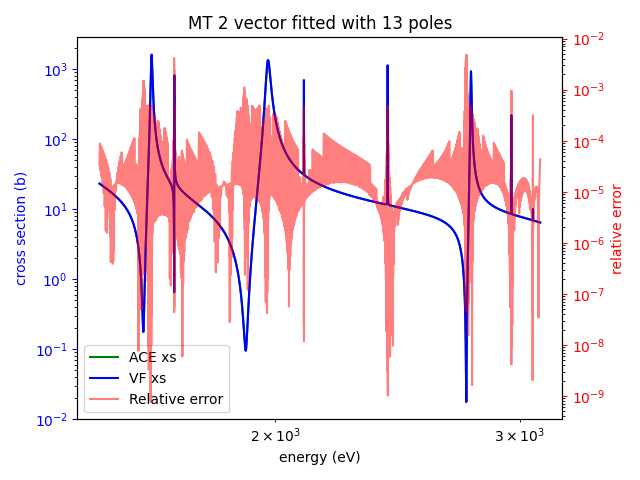 MT 2 vector fitted with 13 poles
10³
10²
10¹
10⁰
10⁻¹
10⁻²
cross section (b)
10⁻²
10⁻³
10⁻⁴
10⁻⁵
10⁻⁶
10⁻⁷
10⁻⁸
10⁻⁹
relative error
ACE xs
VF xs
Relative error
2 × 10³
3 × 10³
energy (eV)